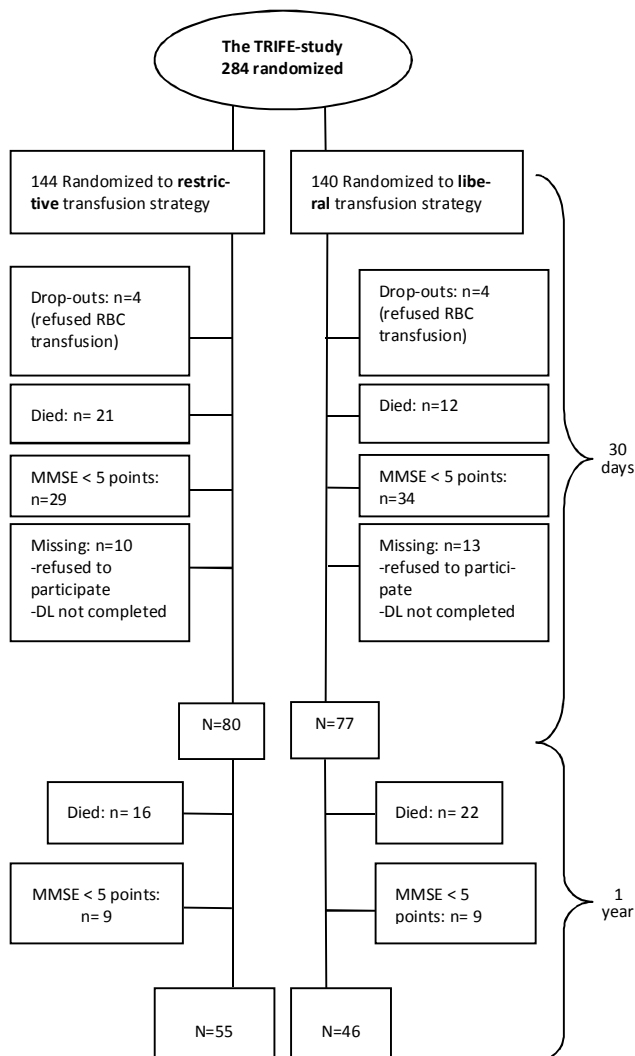 The TRIFE-study
284 randomized
144 Randomized to restric-
tive transfusion strategy
140 Randomized to libe-
ral transfusion strategy
Drop-outs: n=4
(refused RBC
transfusion)
Drop-outs: n=4
(refused RBC
transfusion)
Died: n= 21
Died: n=12
30
days
MMSE < 5 points:
n=29
MMSE < 5 points:
n=34
Missing: n=10
-refused to
participate
-DL not completed
Missing: n=13
-refused to partici-
pate
-DL not completed
N=80
N=77
Died: n= 16
Died: n= 22
MMSE < 5 points:
n= 9
MMSE < 5
points: n= 9
1
year
N=55
N=46